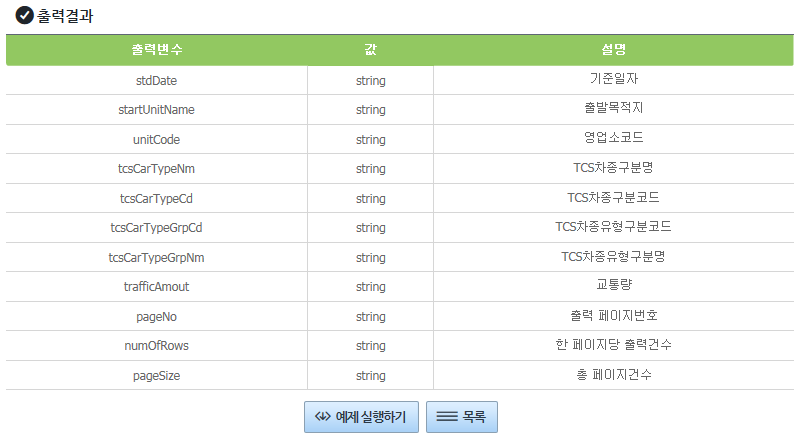 출력결과
출력변수 값 설명
stdDate string 기준일자
startUnitName string 출발목적지
unitCode string 영업소코드
tcsCarTypeNm string TCS차종구분명
tcsCarTypeCd string TCS차종구분코드
tcsCarTypeGrpCd string TCS차종유형구분코드
tcsCarTypeGrpNm string TCS차종유형구분명
trafficAmout string 교통량
pageNo string 출력 페이지번호
numOfRows string 한 페이지당 출력건수
pageSize string 총 페이지건수
예제 실행하기 목록